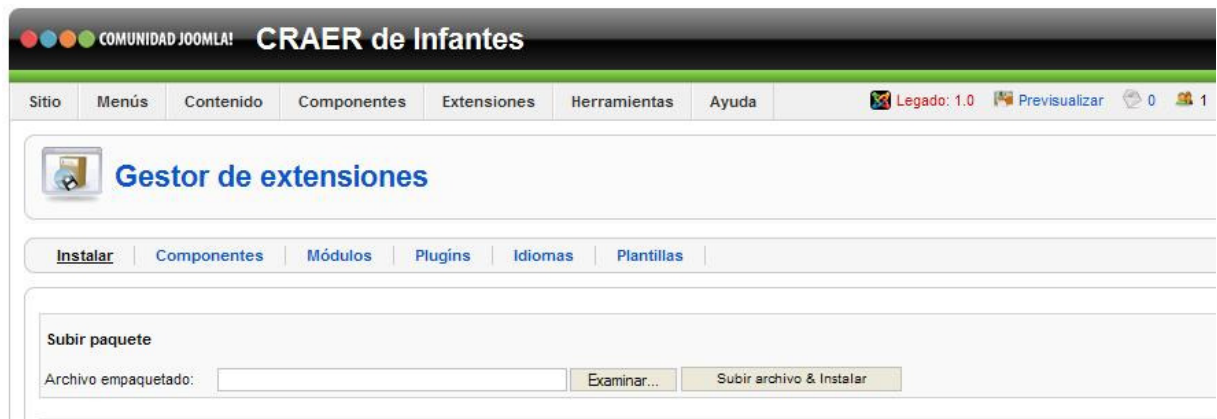 COMUNIDAD JOOMLA! CRAER de Infantes
Sitio Menús Contenido Componentes Extensiones Herramientas Ayuda Legado: 1.0 Previsualizar 0 1
Gestor de extensiones
Instalar Componentes Módulos Plugíns Idiomas Plantillas
Subir paquete
Archivo empaquetado: Examinar... Subir archivo & Instalar